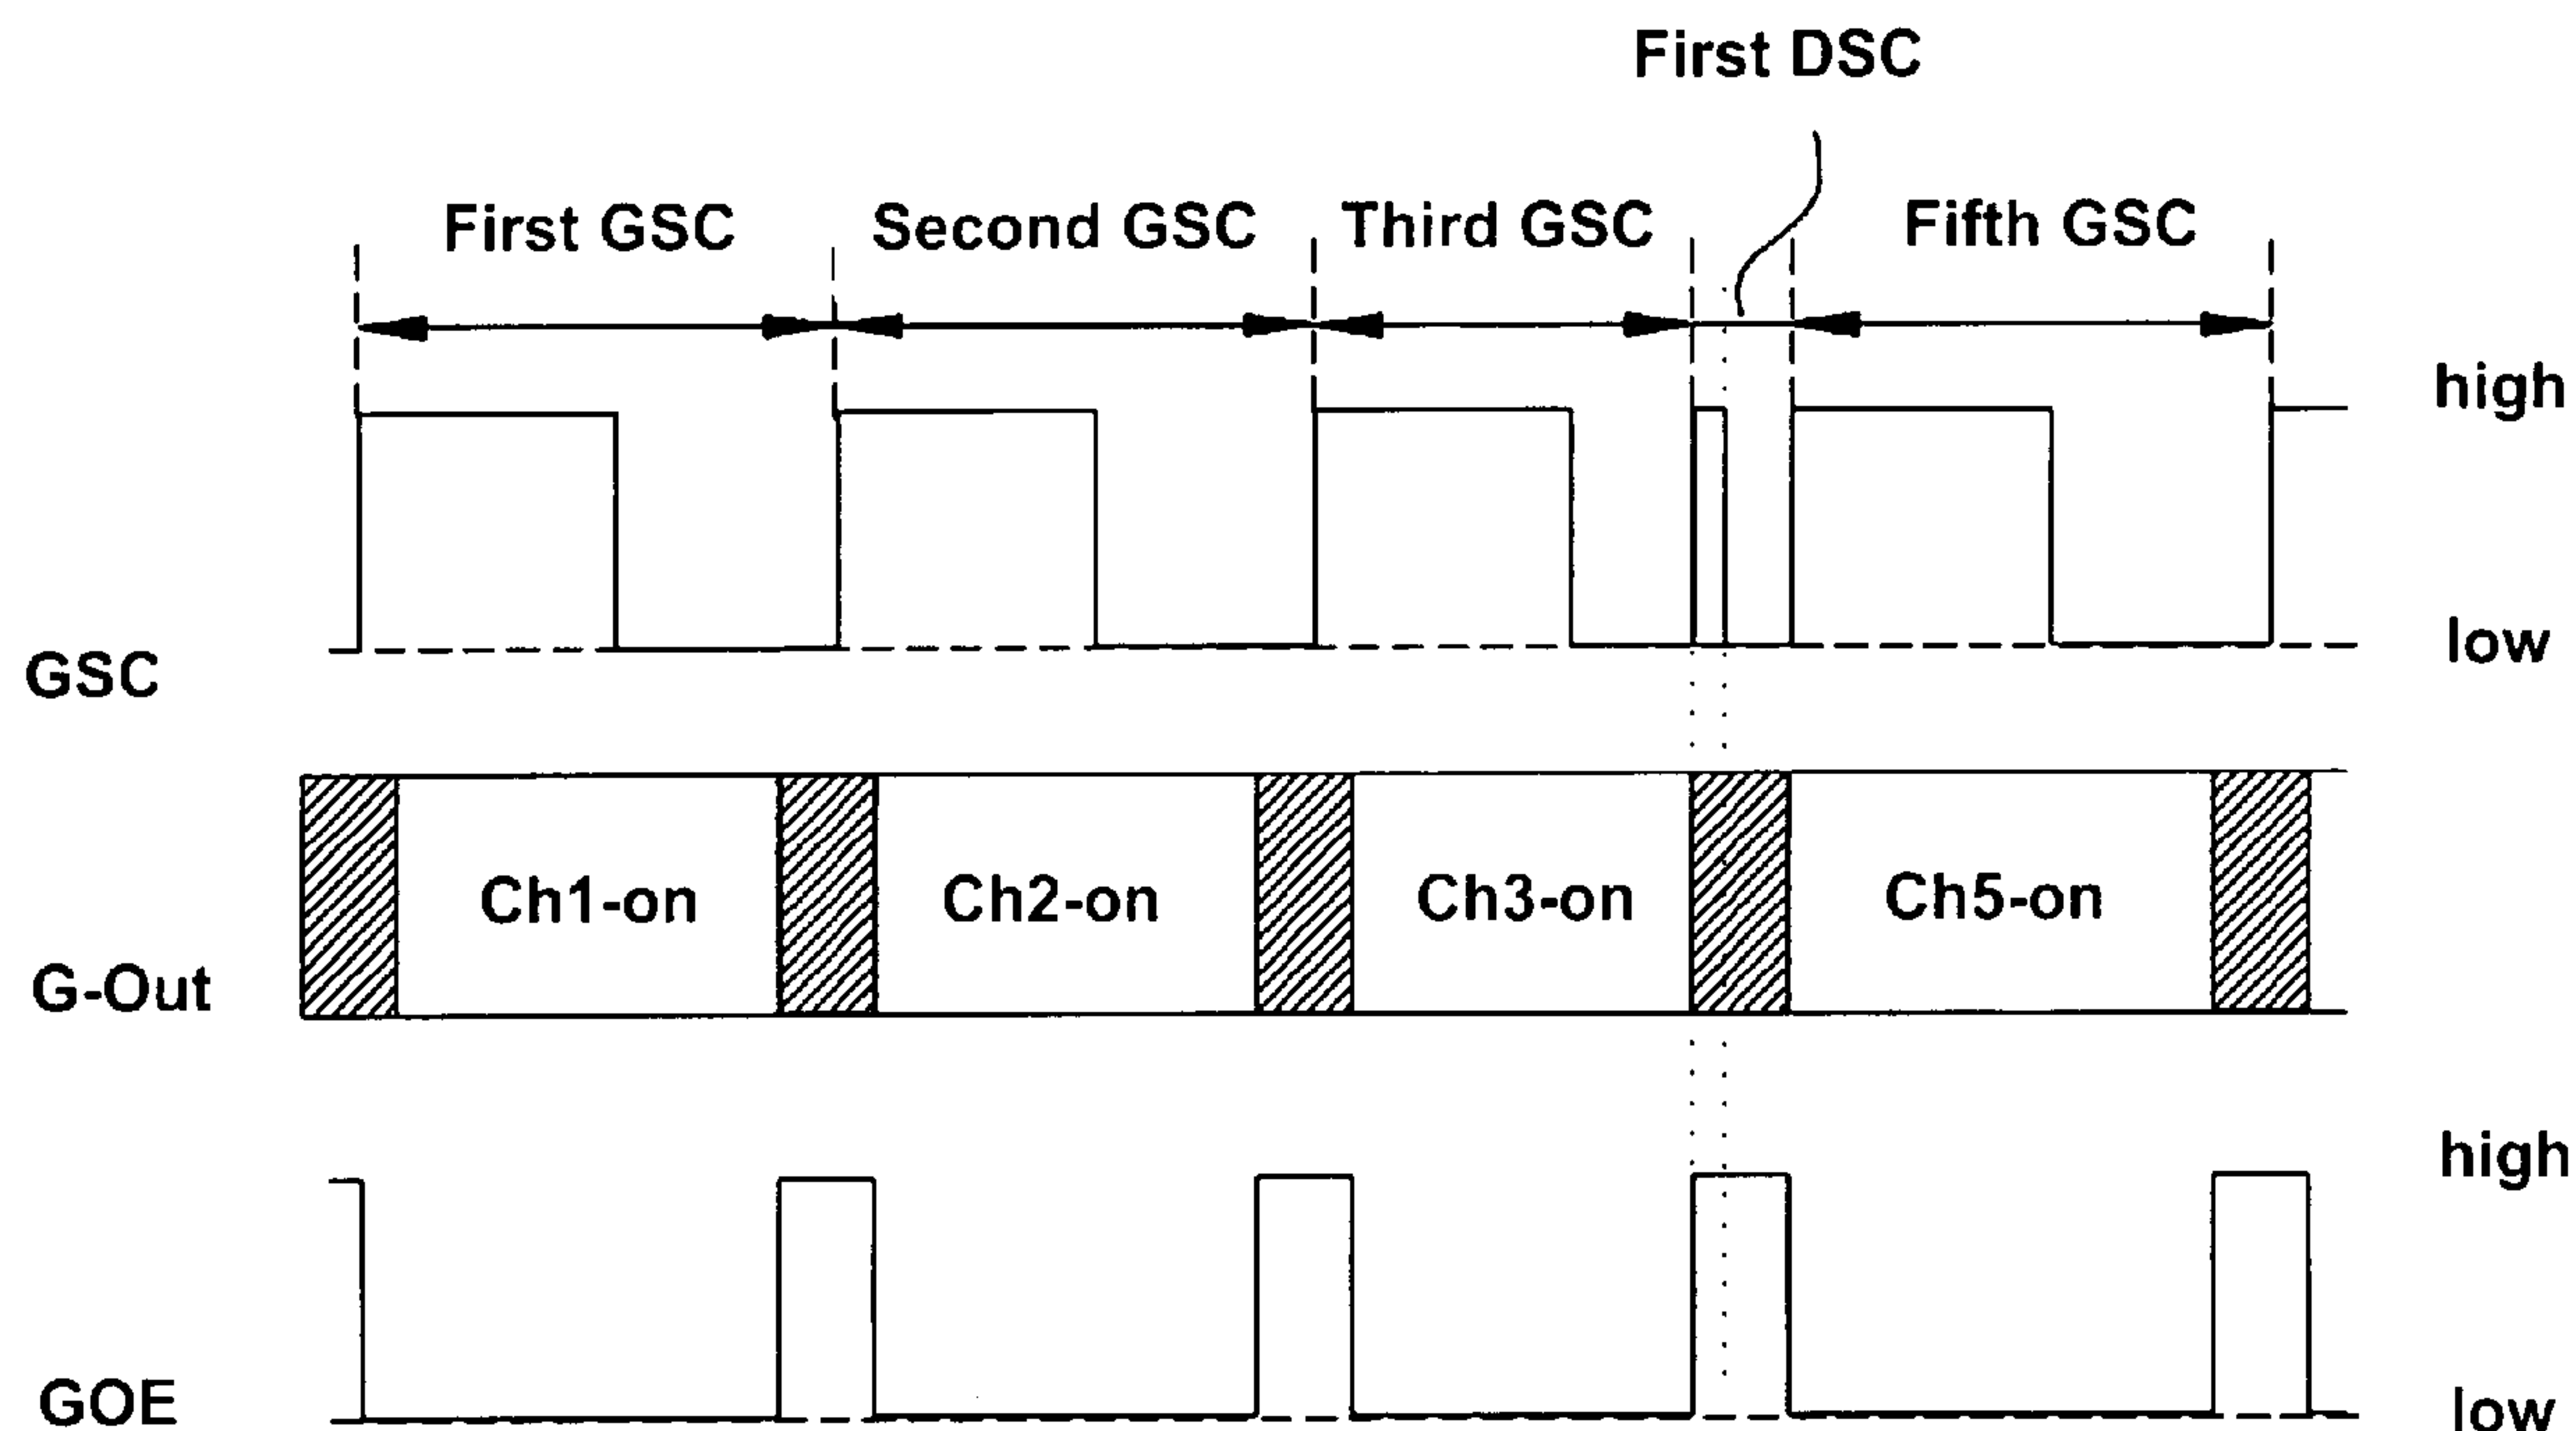 First DSC
First GSC
Second GSC
Third GSC
Fifth GSC
high
low
GSC
Ch1-on
Ch2-on
Ch3-on
Ch5-on
G-Out
high
GOE
low